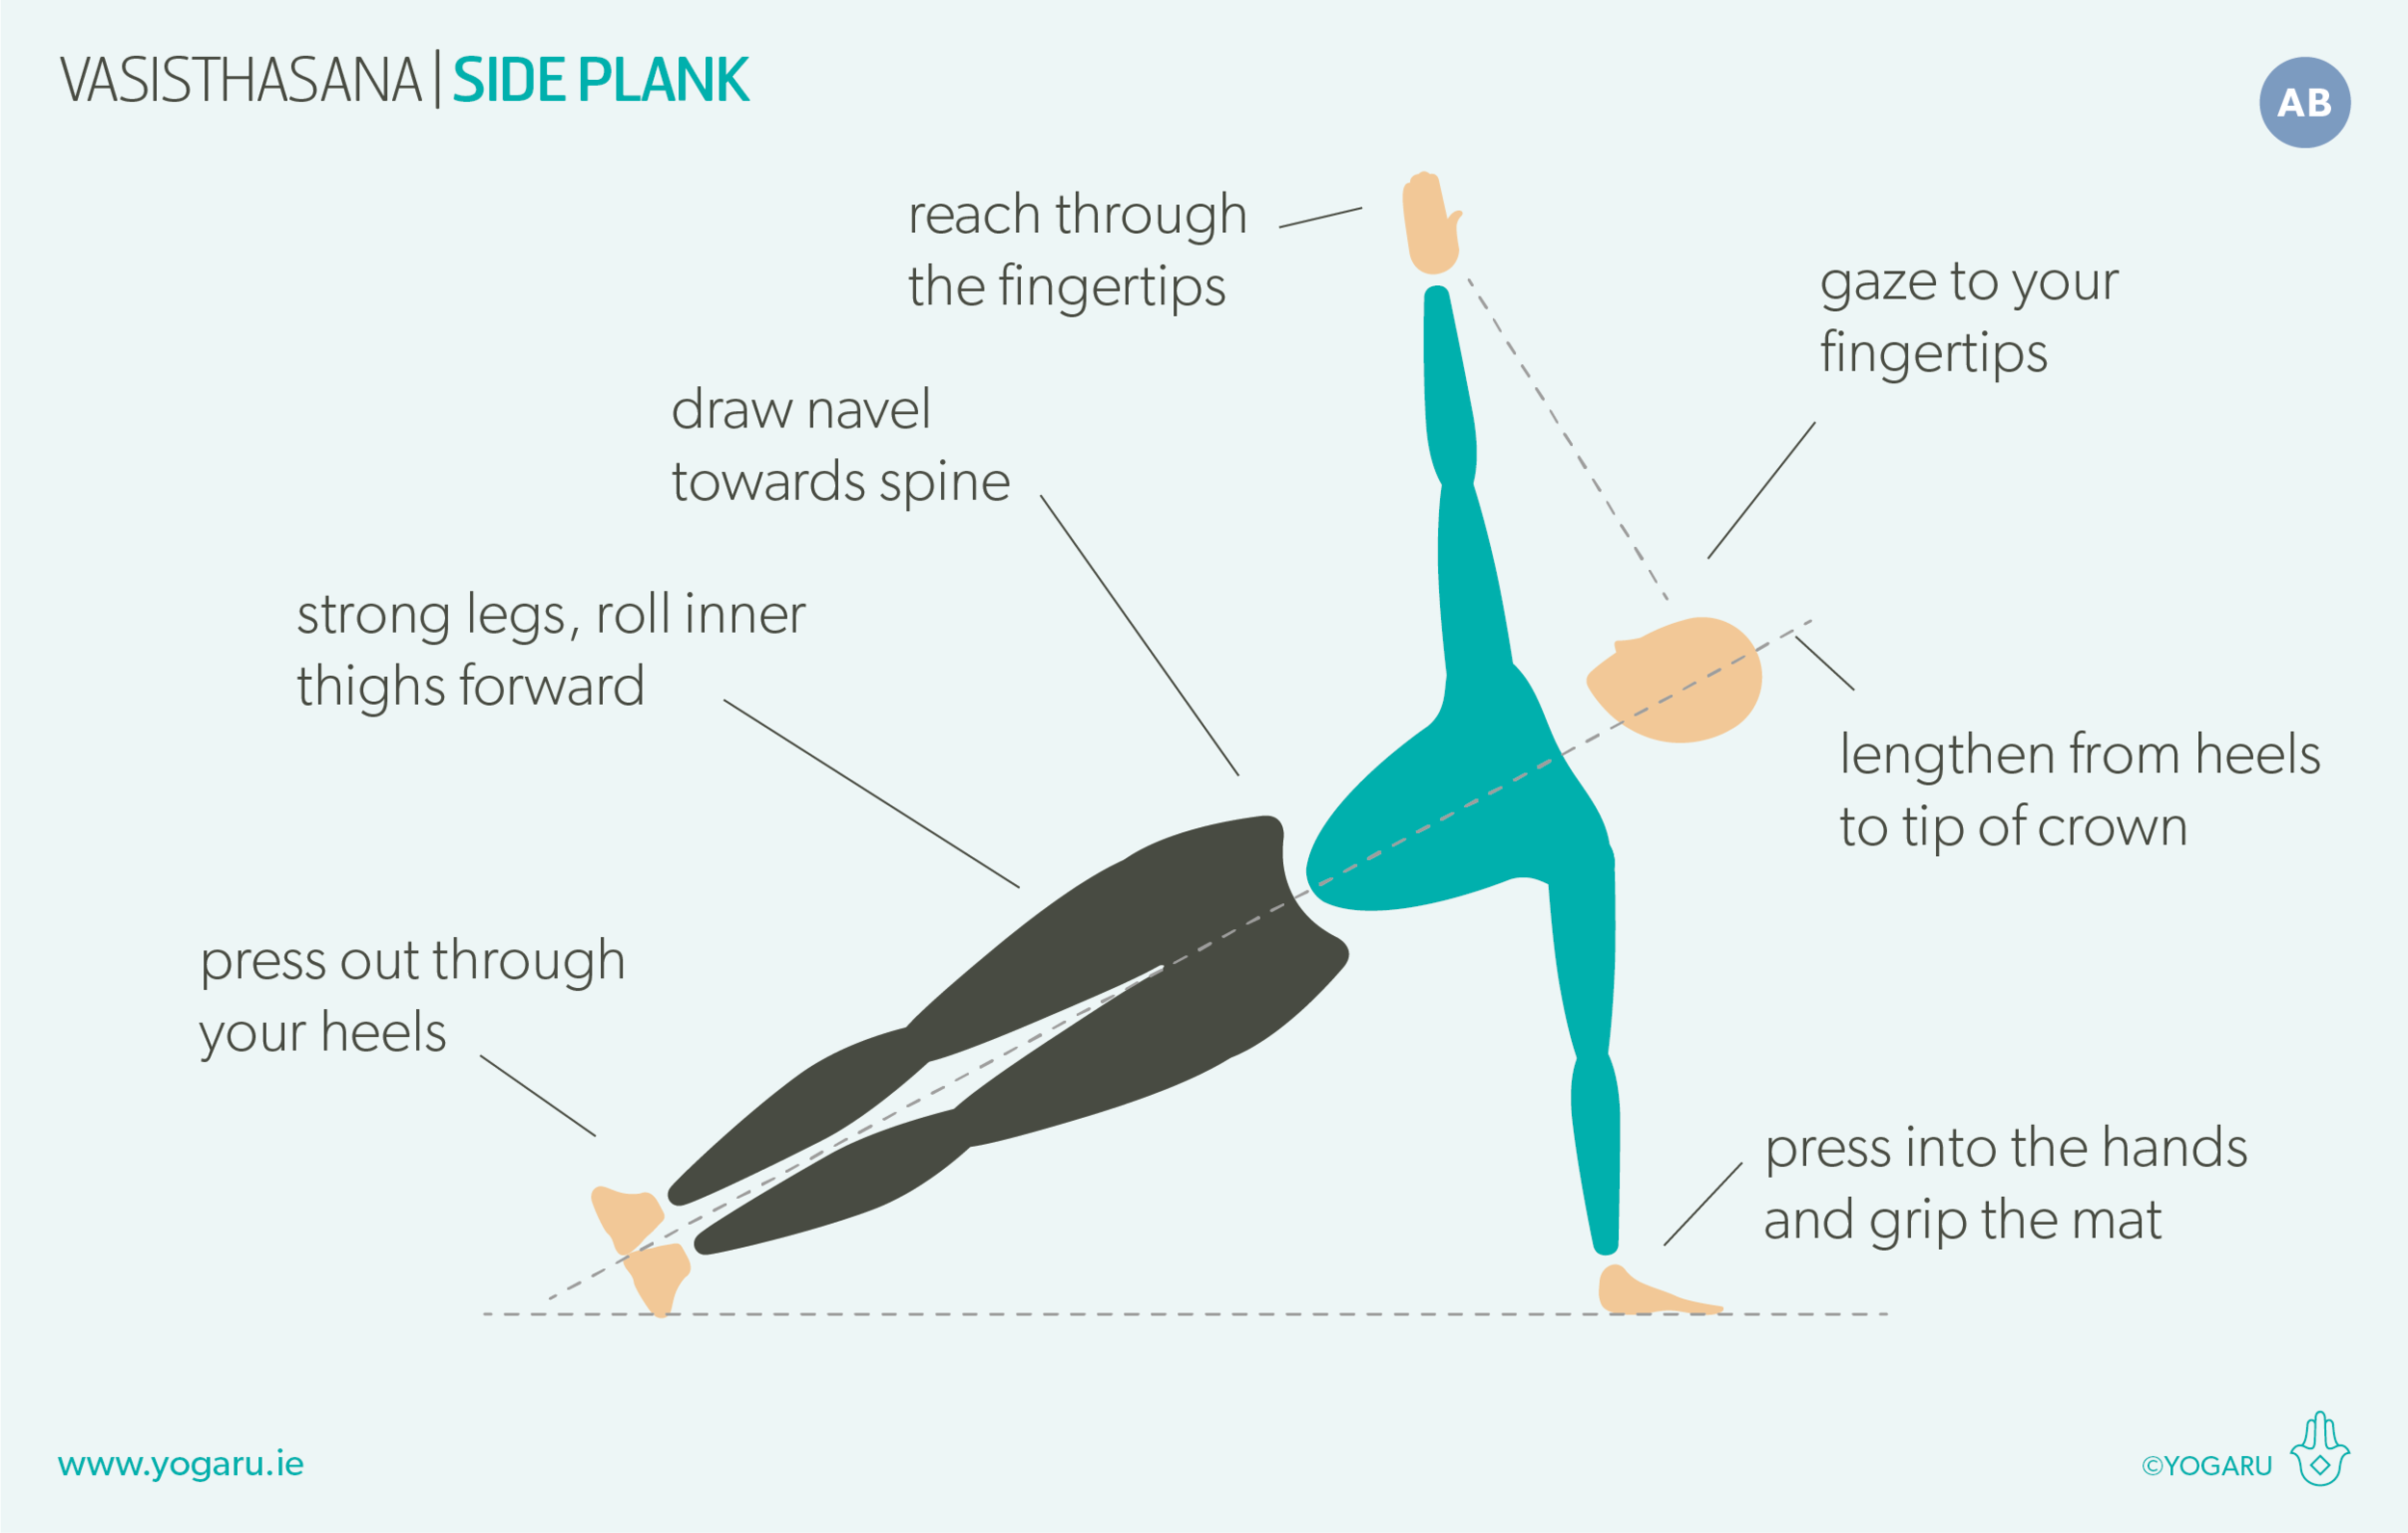 VASISTHASANA | SIDE PLANK
AB
reach through
the fingertips
gaze to your
fingertips
draw navel
towards spine
strong legs, roll inner
thighs forward
lengthen from heels
to tip of crown
press out through
your heels
press into the hands
and grip the mat
www.yogaru.ie
©YOGARU